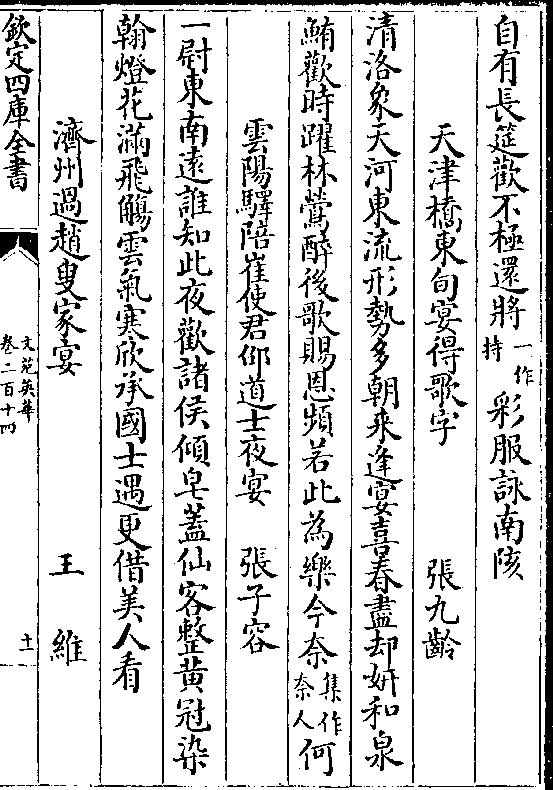 自有長筵歡不極還將一作持彩服詠南陔
天津橋東旬宴得歌字 張九齡
清洛象天河東流形勢多朝來逢宴喜春盡却妍和泉
鮪歡時躍林鶯醉後歌賜恩頻若此為樂今奈集作奈人何
雲陽驛陪崔使君邵道士夜宴 張子容
一尉東南遠誰知此夜歡諸侯傾皂蓋仙客整黄冠染
翰燈花滿飛觴雲氣寒欣承國士遇更借美人看
濟州過趙叟家宴 王維
欽定四庫全書
文苑英華
卷二百十四
十一